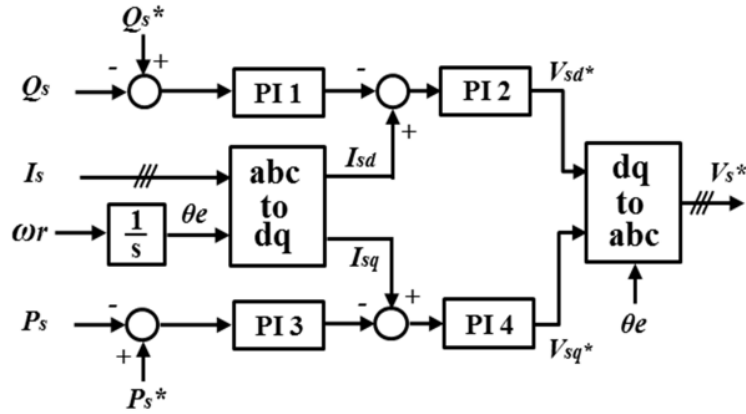 Qs*
- +
Qs PI 1 - PI 2 Vsd*
+
Is abc to dq Isd dq to abc Vs*
ωr 1/s θe
Isq
Ps - PI 3 - + PI 4 θe
+ Vsq*
Ps*